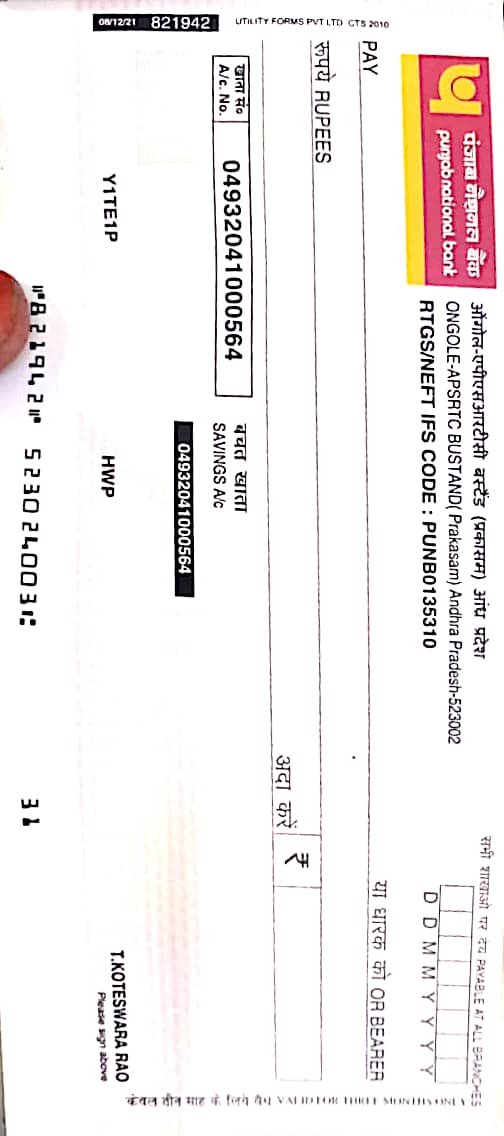 पंजाब नैशनल बैंक
punjab national bank
ऑंगोल-एपीएसआरटीसी बस्टैंड (प्रकासम) आंध प्रदेश
ONGOLE-APSRTC BUSTAND( Prakasam) Andhra Pradesh-523002
RTGS/NEFT IFS CODE : PUNB0135310
सभी शाखाओं पर देय PAYABLE AT ALL BRANCHES
D D M M Y Y Y Y
PAY
या धारक को OR BEARER
रूपये RUPEES
अदा करें ₹
खाता सं०
A/c. No.
04932041000564
बचत खाता
SAVINGS A/c
04932041000564
08/12/21 821942 UTILITY FORMS PVT LTD CTS 2010
Y1TE1P HWP
T.KOTESWARA RAO
Please sign above
केवल तीन माह के लिये वैध VALID FOR THREE MONTHS ONLY
⑈821942⑈ 523024003⑆ 31